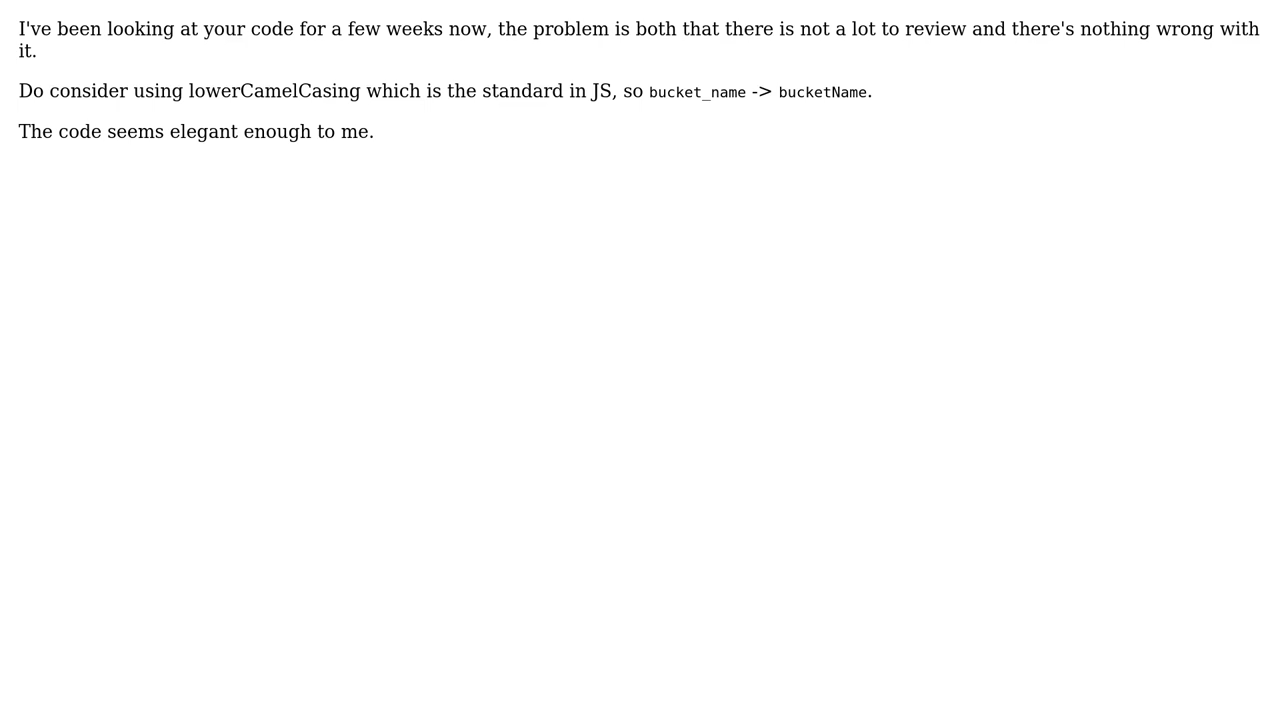 I've been looking at your code for a few weeks now, the problem is both that there is not a lot to review and there's nothing wrong with
it.
Do consider using lowerCamelCasing which is the standard in JS, so bucket_name -> bucketName.
The code seems elegant enough to me.